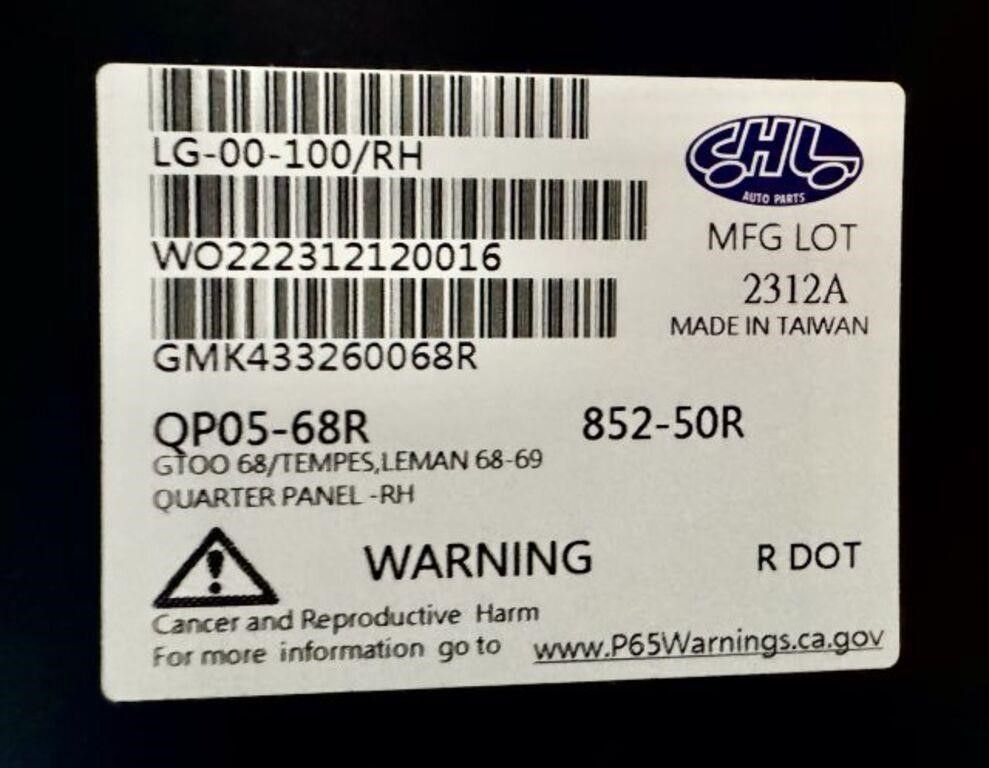 LG-00-100/RH
CHL
AUTO PARTS
MFG LOT
WO222312120016
2312A
MADE IN TAIWAN
GMK433260068R
QP05-68R 852-50R
GTOO 68/TEMPES,LEMAN 68-69
QUARTER PANEL -RH
WARNING R DOT
Cancer and Reproductive Harm
For more information go to www.P65Warnings.ca.gov